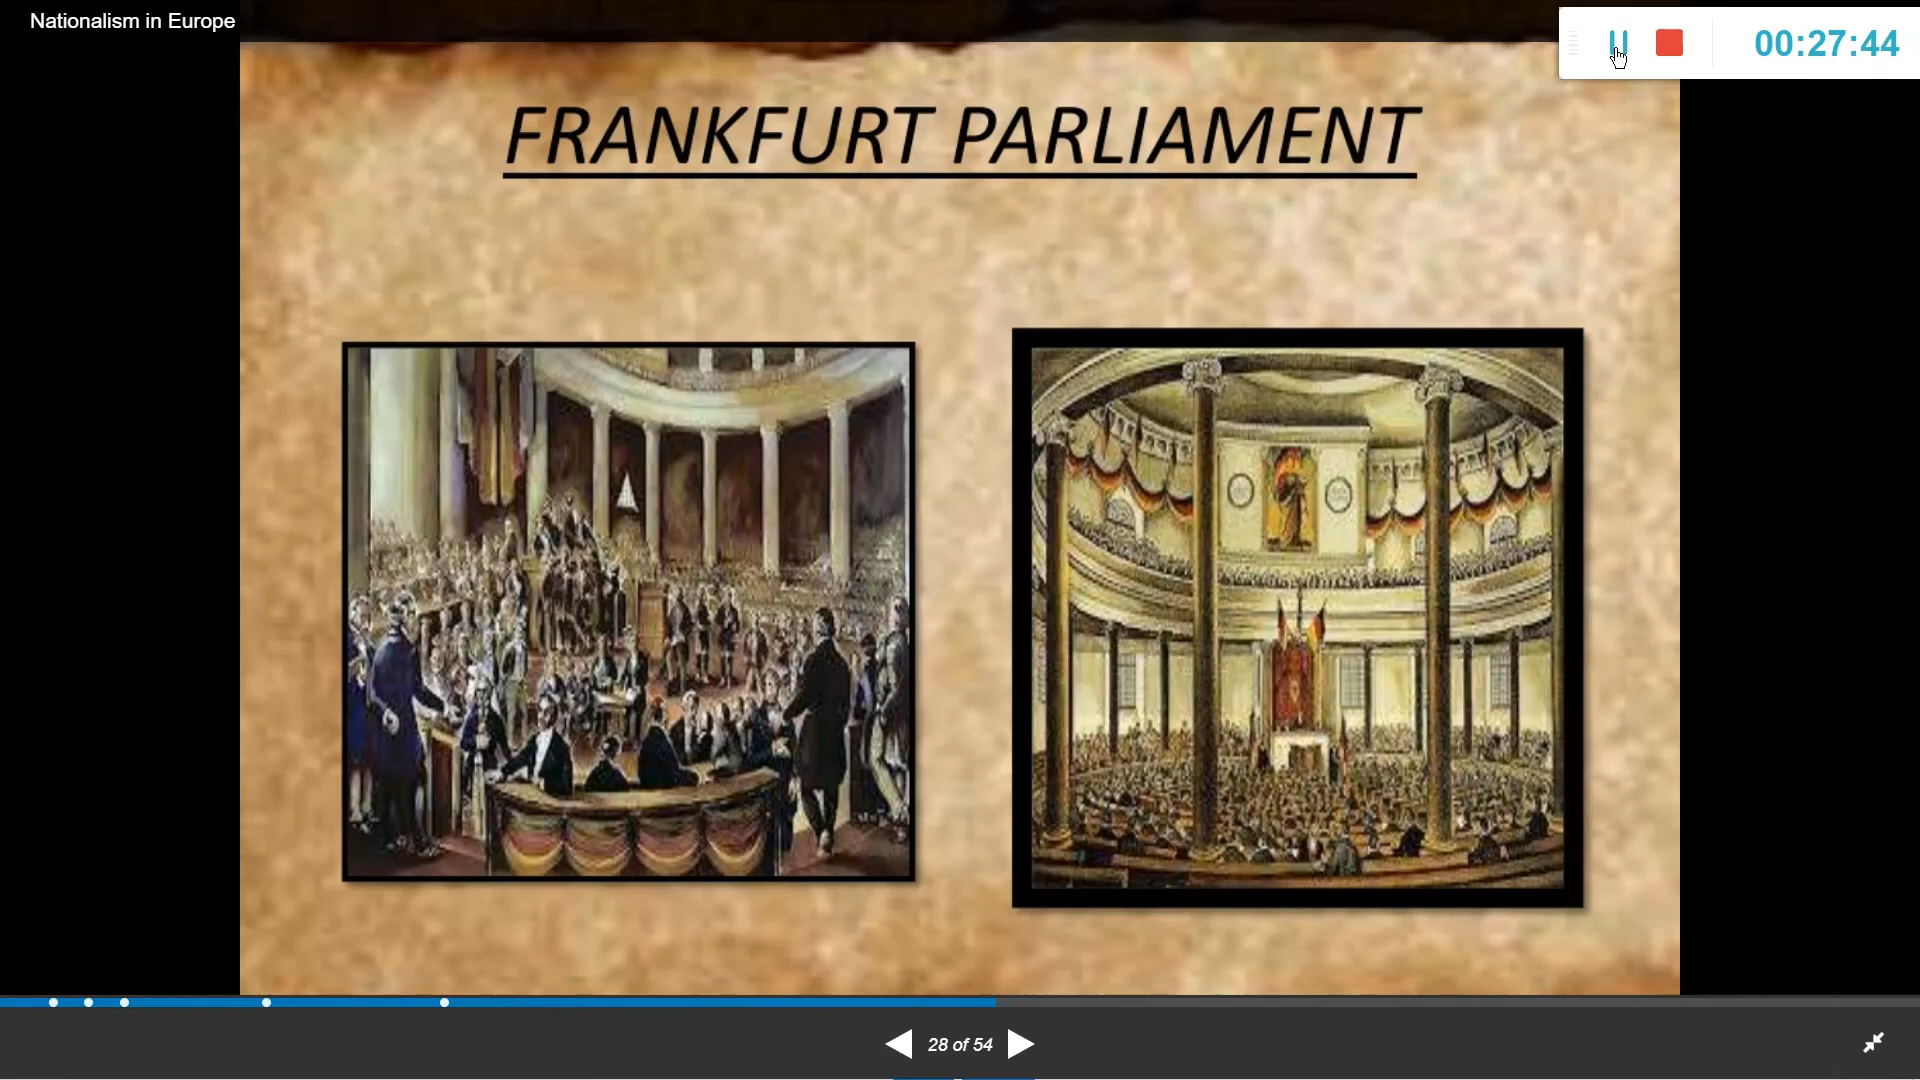 Nationalism in Europe
00:27:44
FRANKFURT PARLIAMENT
28 of 54